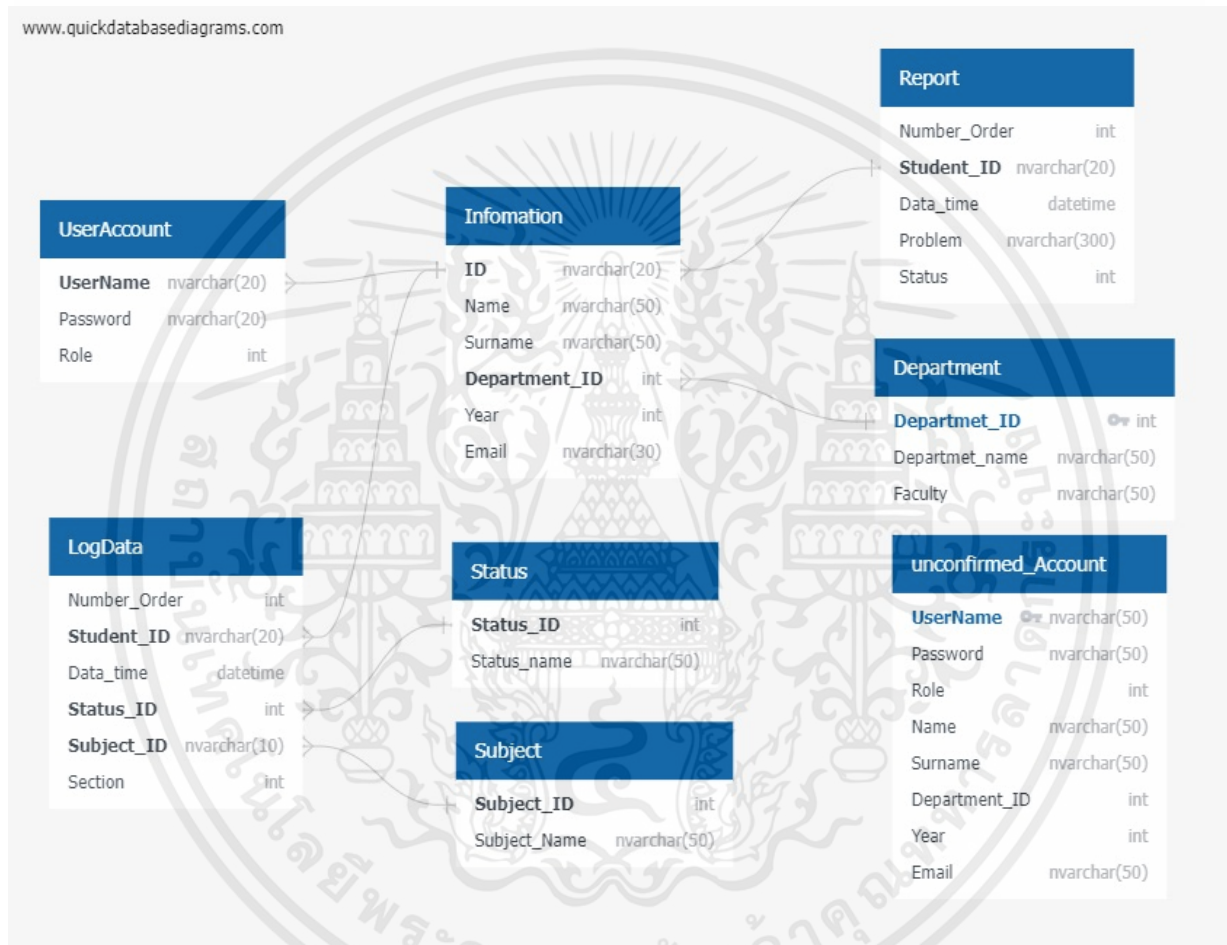 www.quickdatabasediagrams.com
Report
Number_Order int
Student_ID nvarchar(20)
Data_time datetime
Problem nvarchar(300)
Status int
UserAccount
UserName nvarchar(20)
Password nvarchar(20)
Role int
Infomation
ID nvarchar(20)
Name nvarchar(50)
Surname nvarchar(50)
Department_ID int
Year int
Email nvarchar(30)
Department
Departmet_ID int
Departmet_name nvarchar(50)
Faculty nvarchar(50)
LogData
Number_Order int
Student_ID nvarchar(20)
Data_time datetime
Status_ID int
Subject_ID nvarchar(10)
Section int
Status
Status_ID int
Status_name nvarchar(50)
Subject
Subject_ID int
Subject_Name nvarchar(50)
unconfirmed_Account
UserName nvarchar(50)
Password nvarchar(50)
Role int
Name nvarchar(50)
Surname nvarchar(50)
Department_ID int
Year int
Email nvarchar(50)